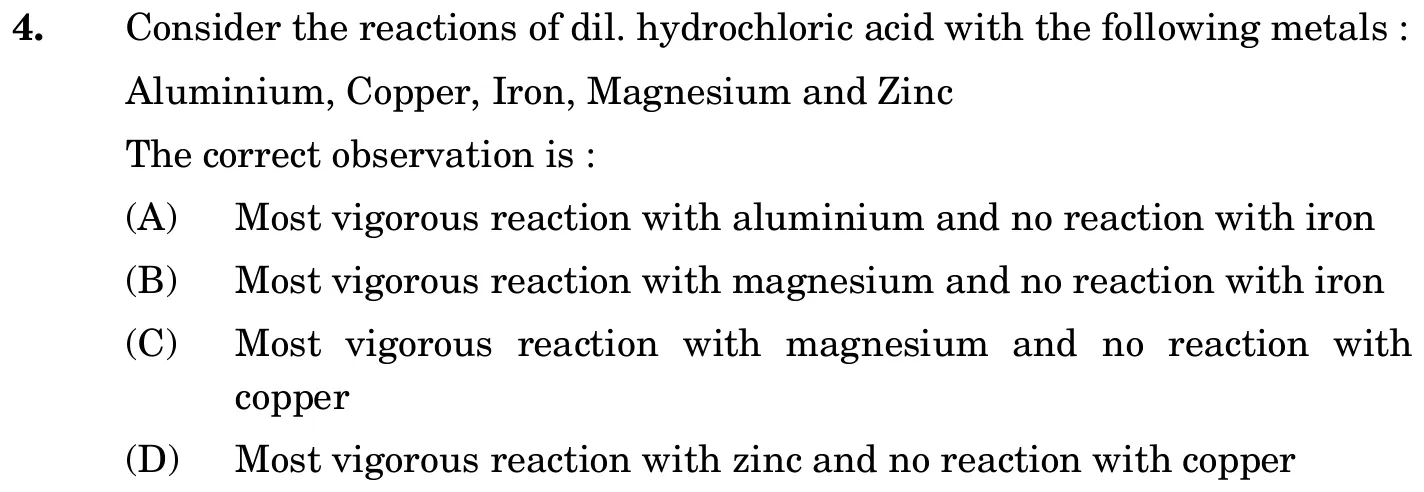 4. Consider the reactions of dil. hydrochloric acid with the following metals :
Aluminium, Copper, Iron, Magnesium and Zinc
The correct observation is :
(A) Most vigorous reaction with aluminium and no reaction with iron
(B) Most vigorous reaction with magnesium and no reaction with iron
(C) Most vigorous reaction with magnesium and no reaction with
copper
(D) Most vigorous reaction with zinc and no reaction with copper